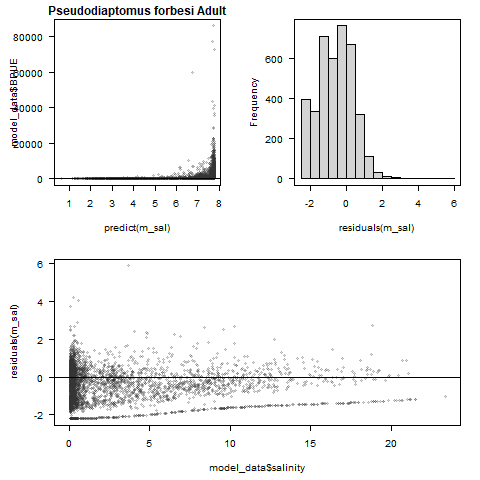 Pseudodiaptomus forbesi Adult
model_data$BPUE
80000
60000
40000
20000
0
1 2 3 4 5 6 7 8
predict(m_sal)
Frequency
600
400
200
0
-2 0 2 4 6
residuals(m_sal)
residuals(m_sal)
6
4
2
0
-2
0 5 10 15 20
model_data$salinity